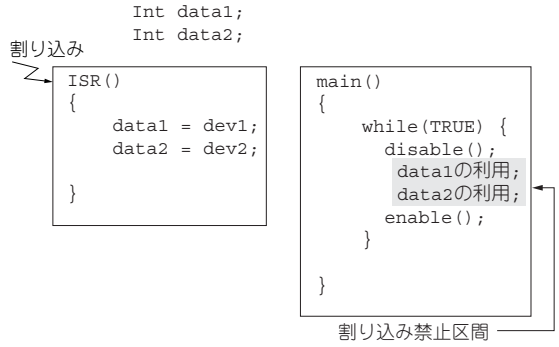 Int data1;
Int data2;
割り込み
ISR()
{
data1 = dev1;
data2 = dev2;
}
main()
{
while(TRUE) {
disable();
data1の利用;
data2の利用;
enable();
}
}
割り込み禁止区間